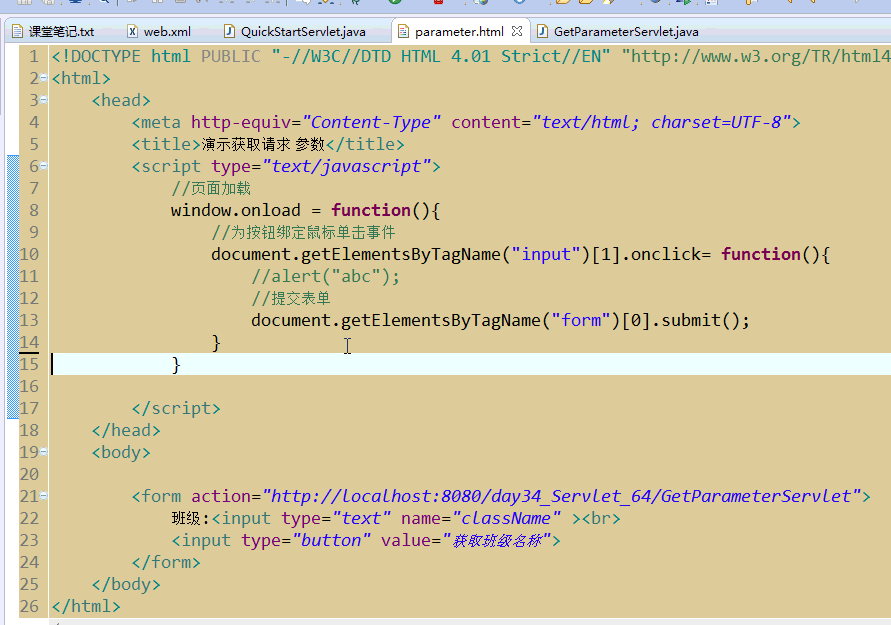 课堂笔记.txt web.xml QuickStartServlet.java parameter.html GetParameterServlet.java
1 <!DOCTYPE html PUBLIC "-//W3C//DTD HTML 4.01 Strict//EN" "http://www.w3.org/TR/html4
2 <html>
3 <head>
4 <meta http-equiv="Content-Type" content="text/html; charset=UTF-8">
5 <title>演示获取请求 参数</title>
6 <script type="text/javascript">
7 //页面加载
8 window.onload = function(){
9 //为按钮绑定鼠标单击事件
10 document.getElementsByTagName("input")[1].onclick= function(){
11 //alert("abc");
12 //提交表单
13 document.getElementsByTagName("form")[0].submit();
14 }
15 }
16
17 </script>
18 </head>
19 <body>
20
21 <form action="http://localhost:8080/day34_Servlet_64/GetParameterServlet">
22 班级:<input type="text" name="className" ><br>
23 <input type="button" value="获取班级名称">
24 </form>
25 </body>
26 </html>